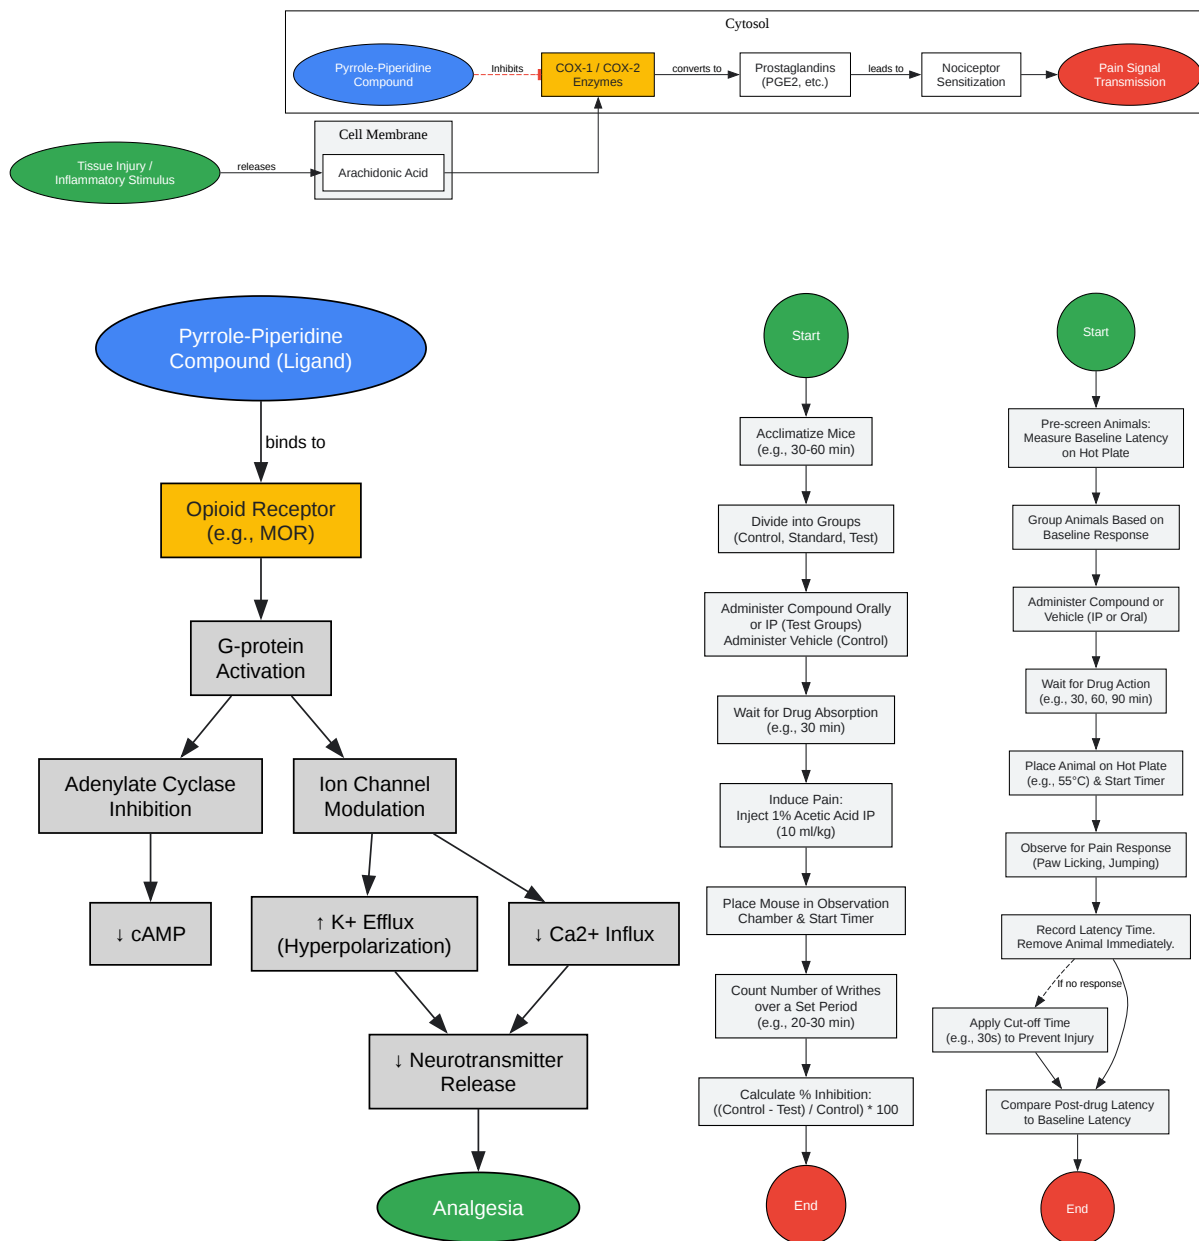 Cytosol
Pyrrole-Piperidine
Compound
Inhibits
COX-1 / COX-2
Enzymes
converts to
Prostaglandins
(PGE2, etc.)
leads to
Nociceptor
Sensitization
Pain Signal
Transmission
Tissue Injury /
Inflammatory Stimulus
releases
Cell Membrane
Arachidonic Acid
Pyrrole-Piperidine
Compound (Ligand)
binds to
Opioid Receptor
(e.g., MOR)
G-protein
Activation
Adenylate Cyclase
Inhibition
Ion Channel
Modulation
↓ cAMP
↑ K+ Efflux
(Hyperpolarization)
↓ Ca2+ Influx
↓ Neurotransmitter
Release
Analgesia
Start
Acclimatize Mice
(e.g., 30-60 min)
Divide into Groups
(Control, Standard, Test)
Administer Compound Orally
or IP (Test Groups)
Administer Vehicle (Control)
Wait for Drug Absorption
(e.g., 30 min)
Induce Pain:
Inject 1% Acetic Acid IP
(10 ml/kg)
Place Mouse in Observation
Chamber & Start Timer
Count Number of Writhes
over a Set Period
(e.g., 20-30 min)
Calculate % Inhibition:
((Control - Test) / Control) * 100
End
Start
Pre-screen Animals:
Measure Baseline Latency
on Hot Plate
Group Animals Based on
Baseline Response
Administer Compound or
Vehicle (IP or Oral)
Wait for Drug Action
(e.g., 30, 60, 90 min)
Place Animal on Hot Plate
(e.g., 55°C) & Start Timer
Observe for Pain Response
(Paw Licking, Jumping)
Record Latency Time.
Remove Animal Immediately.
If no response
Apply Cut-off Time
(e.g., 30s) to Prevent Injury
Compare Post-drug Latency
to Baseline Latency
End